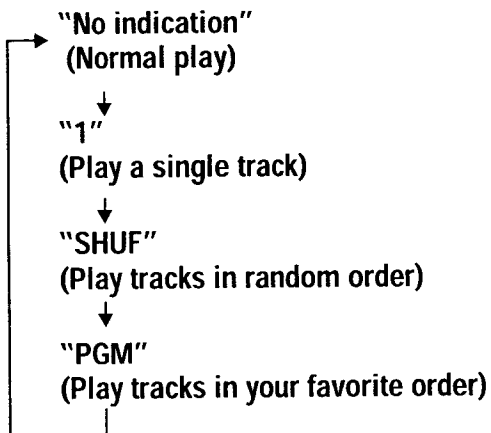 "No indication"
(Normal play)
"1"
(Play a single track)
"SHUF"
(Play tracks in random order)
"PGM"
(Play tracks in your favorite order)